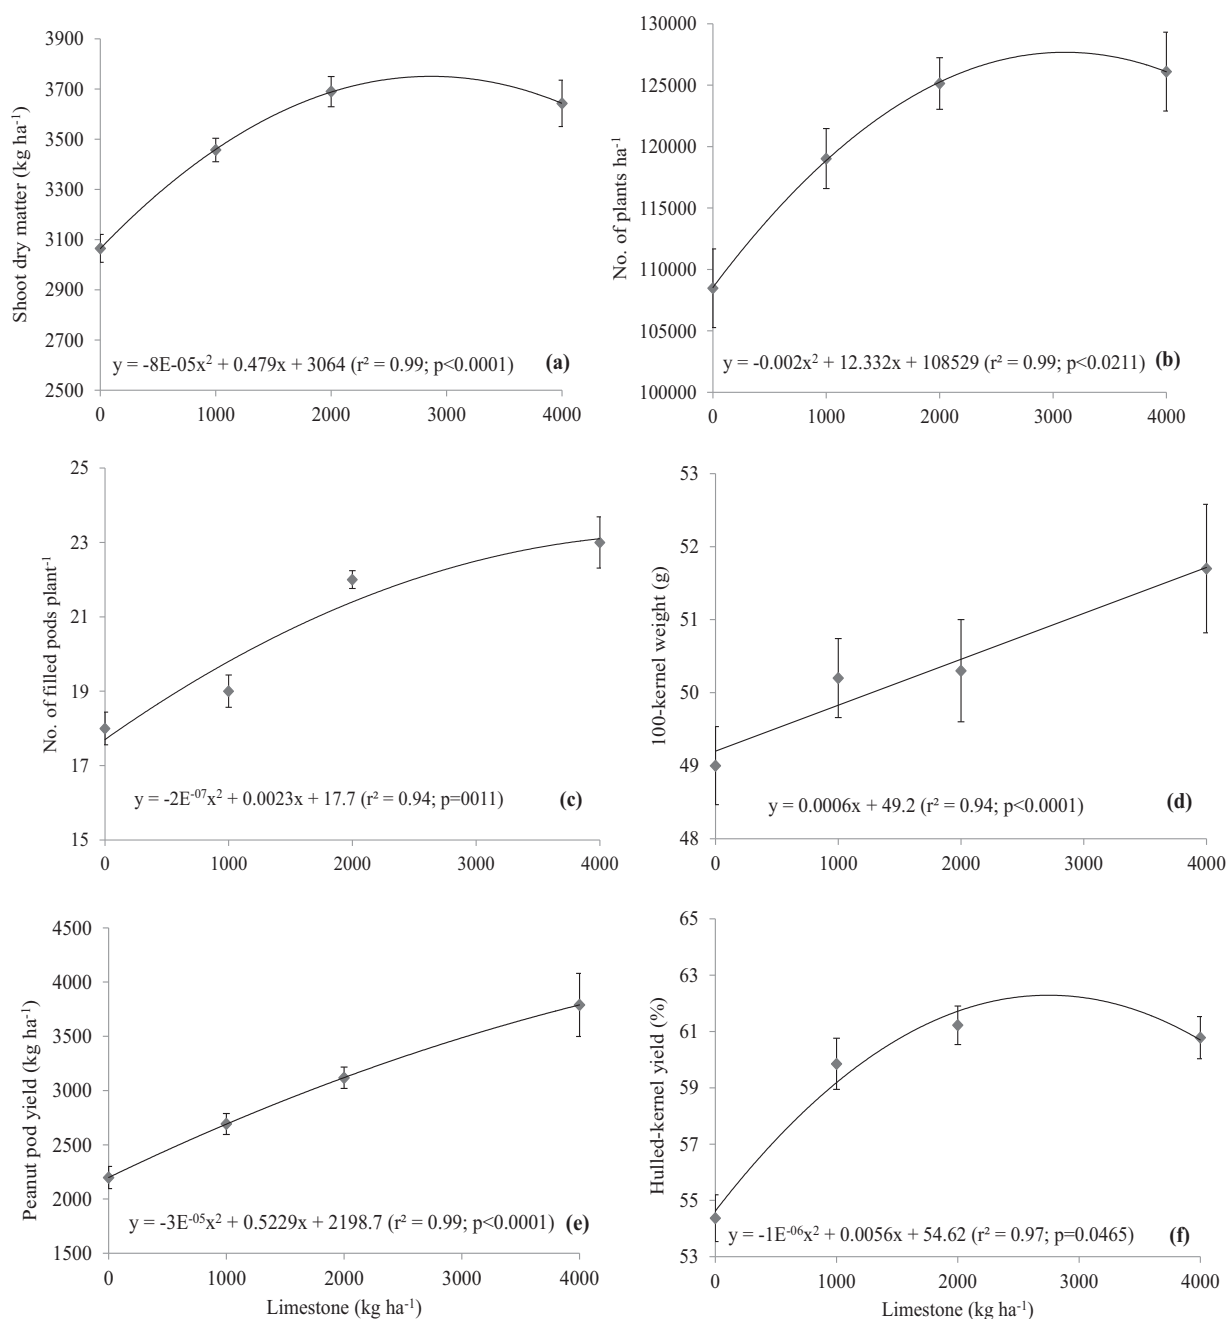 3900
3700
3500
3300
3100
2900
2700
2500
Shoot dry matter (kg ha⁻¹)
y = -8E-05x² + 0.479x + 3064 (r² = 0.99; p<0.0001)
(a)
0 1000 2000 3000 4000
130000
125000
120000
115000
110000
105000
100000
No. of plants ha⁻¹
y = -0.002x² + 12.332x + 108529 (r² = 0.99; p<0.0211)
(b)
0 1000 2000 3000 4000
25
23
21
19
17
15
No. of filled pods plant⁻¹
y = -2E⁻⁰⁷x² + 0.0023x + 17.7 (r² = 0.94; p=0011)
(c)
0 1000 2000 3000 4000
53
52
51
50
49
48
100-kernel weight (g)
y = 0.0006x + 49.2 (r² = 0.94; p<0.0001)
(d)
0 1000 2000 3000 4000
4500
4000
3500
3000
2500
2000
1500
Peanut pod yield (kg ha⁻¹)
y = -3E⁻⁰⁵x² + 0.5229x + 2198.7 (r² = 0.99; p<0.0001)
(e)
0 1000 2000 3000 4000
Limestone (kg ha⁻¹)
65
63
61
59
57
55
53
Hulled-kernel yield (%)
y = -1E⁻⁰⁶x² + 0.0056x + 54.62 (r² = 0.97; p=0.0465)
(f)
0 1000 2000 3000 4000
Limestone (kg ha⁻¹)